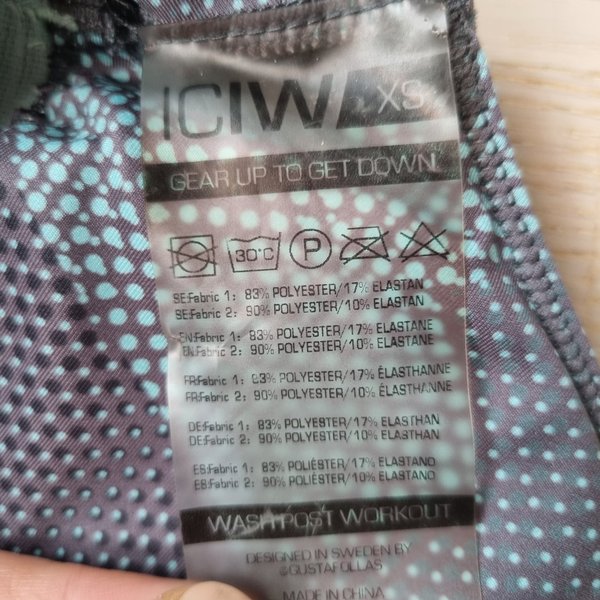 ICIW XS
GEAR UP TO GET DOWN
30°C P
SE:Fabric 1: 83% POLYESTER/17% ELASTAN
SE:Fabric 2: 90% POLYESTER/10% ELASTAN
EN:Fabric 1: 83% POLYESTER/17% ELASTANE
EN:Fabric 2: 90% POLYESTER/10% ELASTANE
FR:Fabric 1: 83% POLYESTER/17% ÉLASTHANNE
FR:Fabric 2: 90% POLYESTER/10% ÉLASTHANNE
DE:Fabric 1: 83% POLYESTER/17% ELASTHAN
DE:Fabric 2: 90% POLYESTER/10% ELASTHAN
ES:Fabric 1: 83% POLIÉSTER/17% ELASTANO
ES:Fabric 2: 90% POLIÉSTER/10% ELASTANO
WASH POST WORKOUT
DESIGNED IN SWEDEN BY
@GUSTAFOLLAS
MADE IN CHINA